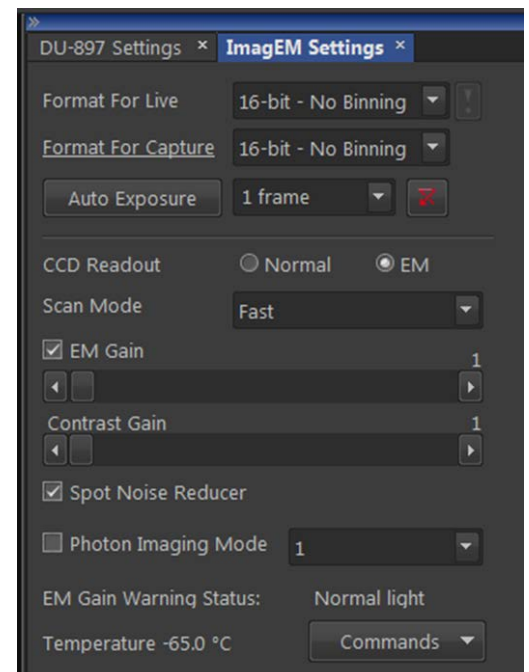 »
DU-897 Settings × ImagEM Settings ×
Format For Live 16-bit - No Binning !
Format For Capture 16-bit - No Binning
Auto Exposure 1 frame
CCD Readout Normal EM
Scan Mode Fast
EM Gain 1
Contrast Gain 1
Spot Noise Reducer
Photon Imaging Mode 1
EM Gain Warning Status: Normal light
Temperature -65.0 °C Commands